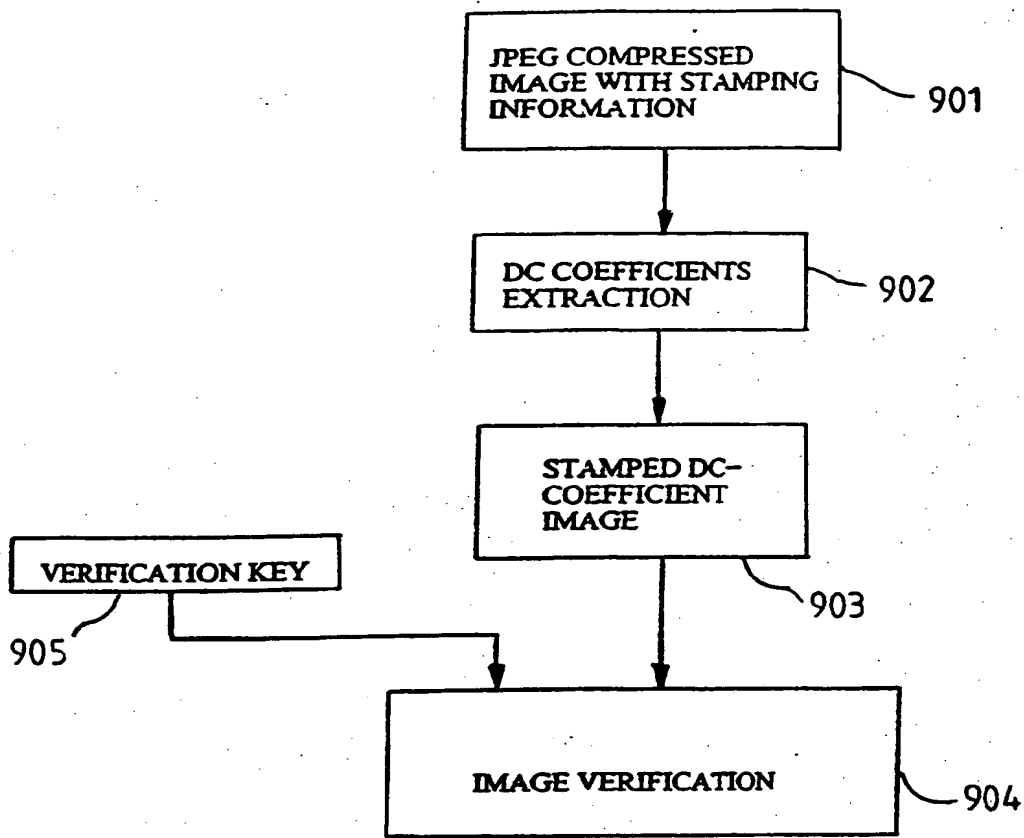 JPEG COMPRESSED
IMAGE WITH STAMPING
INFORMATION
901
DC COEFFICIENTS
EXTRACTION
902
STAMPED DC-
COEFFICIENT
IMAGE
903
VERIFICATION KEY
905
IMAGE VERIFICATION
904